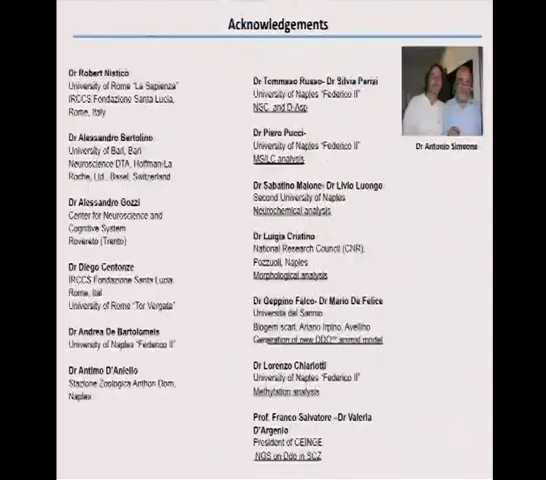 Acknowledgements
Dr Robert Nistico
University of Rome "La Sapienza"
IRCCS Fondazione Santa Lucia,
Rome, Italy
Dr Alessandro Bertolino
University of Bari, Bari
Neuroscience DTA, Hoffman-La
Roche, Ltd., Basel, Switzerland
Dr Alessandro Gozzi
Center for Neuroscience and
Cognitive System
Rovereto (Trento)
Dr Diego Centonze
IRCCS Fondazione Santa Lucia
Rome, Ital
University of Rome "Tor Vergata"
Dr Andrea De Bartolomeis
University of Naples "Federico II"
Dr Antimo D'Aniello
Stazione Zoologica Anthon Dorn,
Naples
Dr Tommaso Russo- Dr Silvia Parisi
University of Naples "Federico II"
NSC and D-Asp
Dr Piero Pucci-
University of Naples "Federico II"
MS/LC analysis
Dr Sabatino Maione- Dr Livio Luongo
Second University of Naples
Neurochemical analysis
Dr Luigia Cristino
National Research Council (CNR),
Pozzuoli, Naples
Morphological analysis
Dr Geppino Falco- Dr Mario De Felice
Università del Sannio
Biogem scarl, Ariano Irpino, Avellino
Generation of new DDO animal model
Dr Lorenzo Chiariotti
University of Naples "Federico II"
Methylation analysis
Prof. Franco Salvatore –Dr Valeria
D'Argenio
President of CEINGE
NGS on Ddo in SCZ
Dr Antonio Simeone